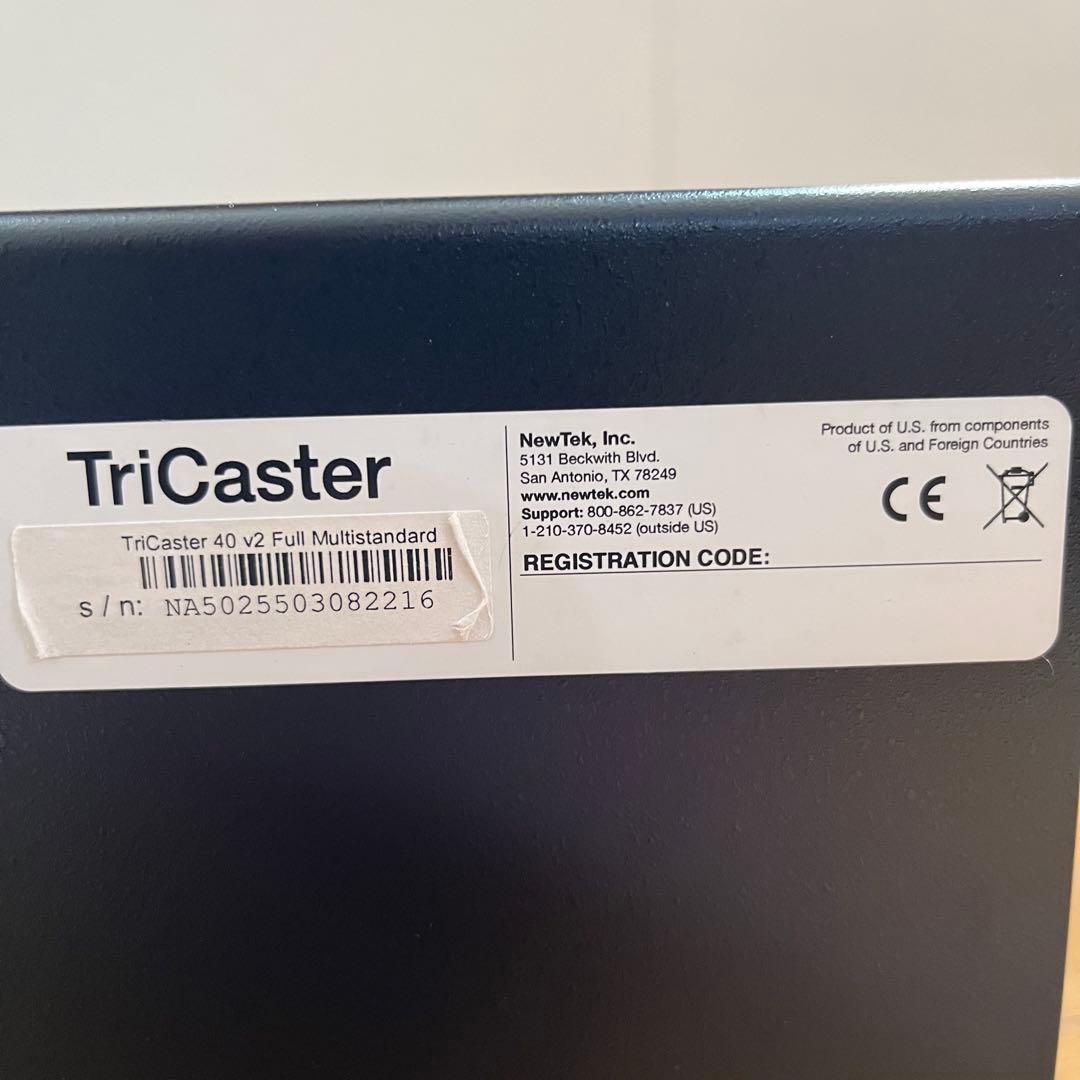 TriCaster
TriCaster 40 v2 Full Multistandard
s/n: NA5025503082216
NewTek, Inc.
5131 Beckwith Blvd.
San Antonio, TX 78249
www.newtek.com
Support: 800-862-7837 (US)
1-210-370-8452 (outside US)
REGISTRATION CODE:
Product of U.S. from components
of U.S. and Foreign Countries
CE